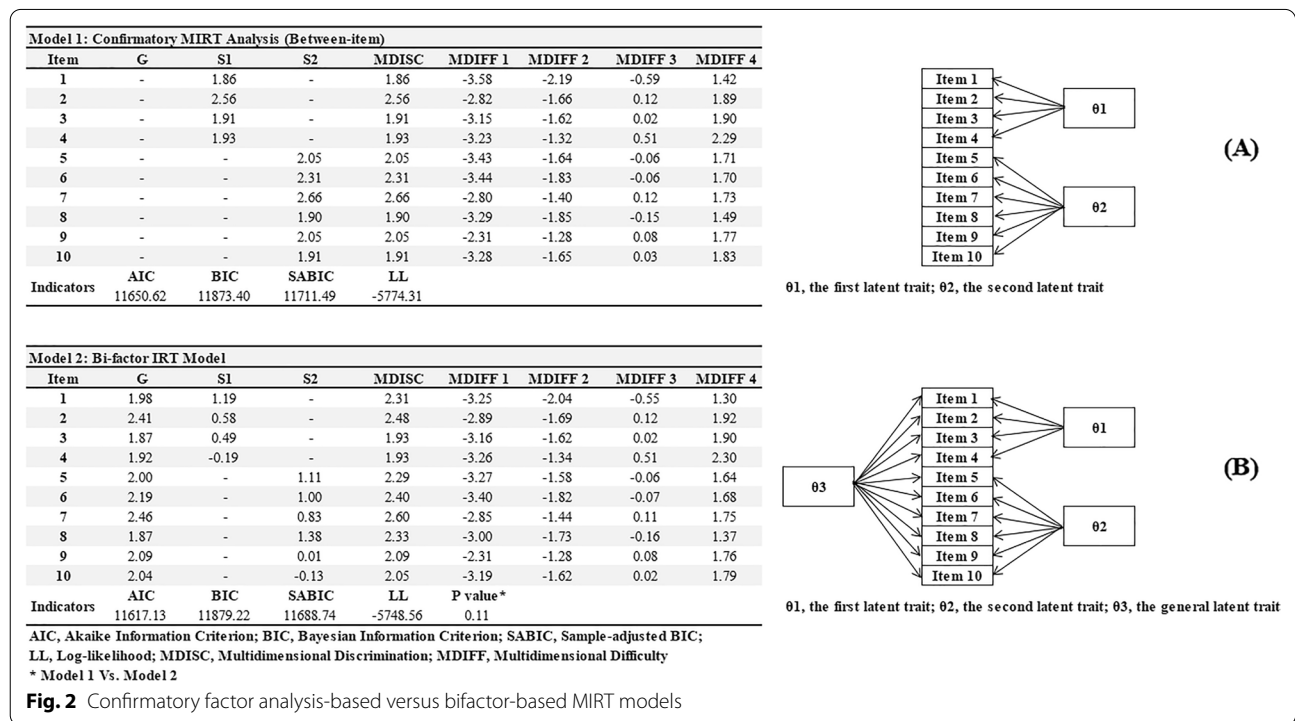 Model 1: Confirmatory MIRT Analysis (Between-item)
Item G S1 S2 MDISC MDIFF 1 MDIFF 2 MDIFF 3 MDIFF 4
1 - 1.86 - 1.86 -3.58 -2.19 -0.59 1.42
2 - 2.56 - 2.56 -2.82 -1.66 0.12 1.89
3 - 1.91 - 1.91 -3.15 -1.62 0.02 1.90
4 - 1.93 - 1.93 -3.23 -1.32 0.51 2.29
5 - - 2.05 2.05 -3.43 -1.64 -0.06 1.71
6 - - 2.31 2.31 -3.44 -1.83 -0.06 1.70
7 - - 2.66 2.66 -2.80 -1.40 0.12 1.73
8 - - 1.90 1.90 -3.29 -1.85 -0.15 1.49
9 - - 2.05 2.05 -2.31 -1.28 0.08 1.77
10 - - 1.91 1.91 -3.28 -1.65 0.03 1.83
Indicators AIC BIC SABIC LL
11650.62 11873.40 11711.49 -5774.31
Item 1
Item 2
Item 3
Item 4
Item 5
Item 6
Item 7
Item 8
Item 9
Item 10
θ1
θ2
(A)
θ1, the first latent trait; θ2, the second latent trait
Model 2: Bi-factor IRT Model
Item G S1 S2 MDISC MDIFF 1 MDIFF 2 MDIFF 3 MDIFF 4
1 1.98 1.19 - 2.31 -3.25 -2.04 -0.55 1.30
2 2.41 0.58 - 2.48 -2.89 -1.69 0.12 1.92
3 1.87 0.49 - 1.93 -3.16 -1.62 0.02 1.90
4 1.92 -0.19 - 1.93 -3.26 -1.34 0.51 2.30
5 2.00 - 1.11 2.29 -3.27 -1.58 -0.06 1.64
6 2.19 - 1.00 2.40 -3.40 -1.82 -0.07 1.68
7 2.46 - 0.83 2.60 -2.85 -1.44 0.11 1.75
8 1.87 - 1.38 2.33 -3.00 -1.73 -0.16 1.37
9 2.09 - 0.01 2.09 -2.31 -1.28 0.08 1.76
10 2.04 - -0.13 2.05 -3.19 -1.62 0.02 1.79
Indicators AIC BIC SABIC LL P value*
11617.13 11879.22 11688.74 -5748.56 0.11
AIC, Akaike Information Criterion; BIC, Bayesian Information Criterion; SABIC, Sample-adjusted BIC;
LL, Log-likelihood; MDISC, Multidimensional Discrimination; MDIFF, Multidimensional Difficulty
* Model 1 Vs. Model 2
θ3
Item 1
Item 2
Item 3
Item 4
Item 5
Item 6
Item 7
Item 8
Item 9
Item 10
θ1
θ2
(B)
θ1, the first latent trait; θ2, the second latent trait; θ3, the general latent trait
Fig. 2 Confirmatory factor analysis-based versus bifactor-based MIRT models